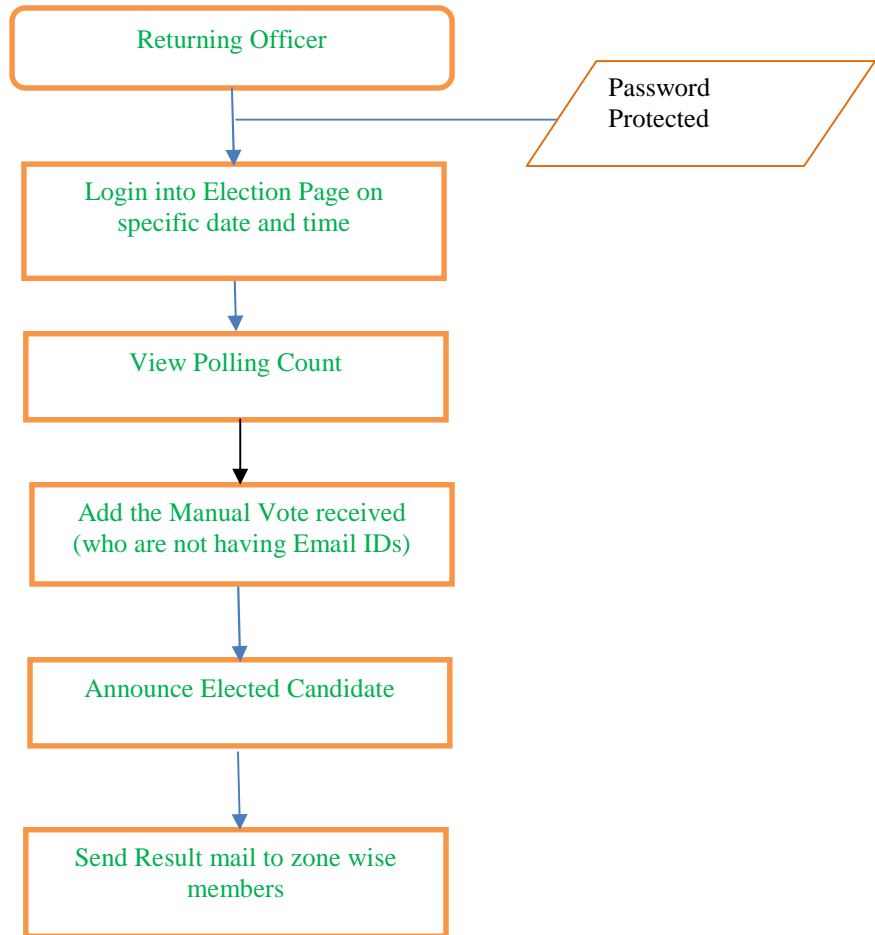 Returning Officer
Password
Protected
Login into Election Page on
specific date and time
View Polling Count
Add the Manual Vote received
(who are not having Email IDs)
Announce Elected Candidate
Send Result mail to zone wise
members